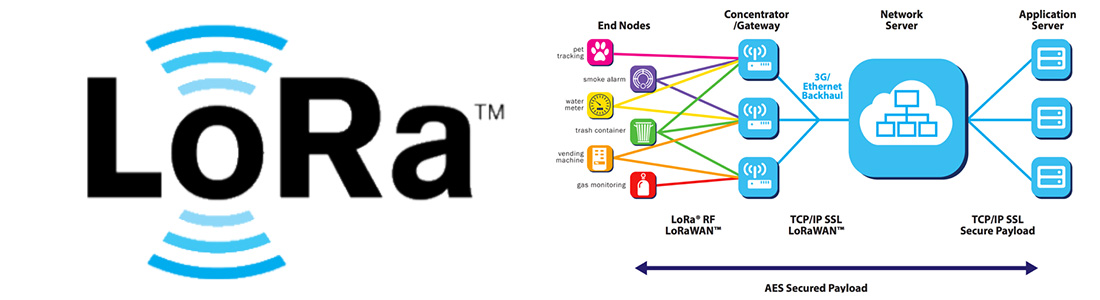 LoRa™
End Nodes
Concentrator
/Gateway
Network
Server
Application
Server
pet
tracking
smoke alarm
water
meter
trash container
vending
machine
gas monitoring
3G/
Ethernet
Backhaul
LoRa® RF
LoRaWAN™
TCP/IP SSL
LoRaWAN™
TCP/IP SSL
Secure Payload
AES Secured Payload